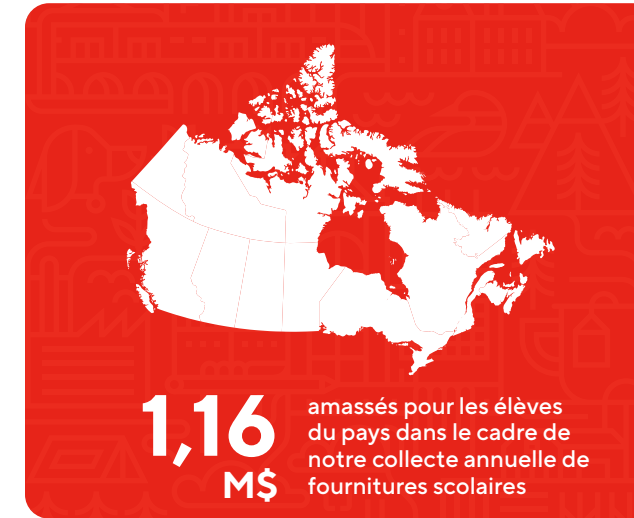 1,16
M$
amassés pour les élèves
du pays dans le cadre de
notre collecte annuelle de
fournitures scolaires